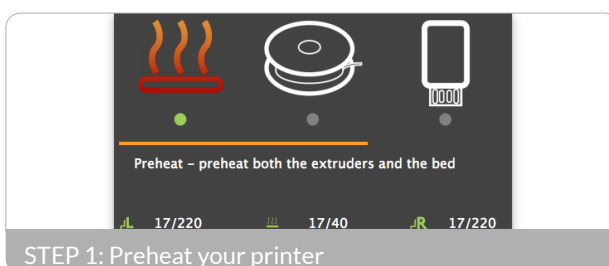 Preheat – preheat both the extruders and the bed
L 17/220 17/40 R 17/220
STEP 1: Preheat your printer